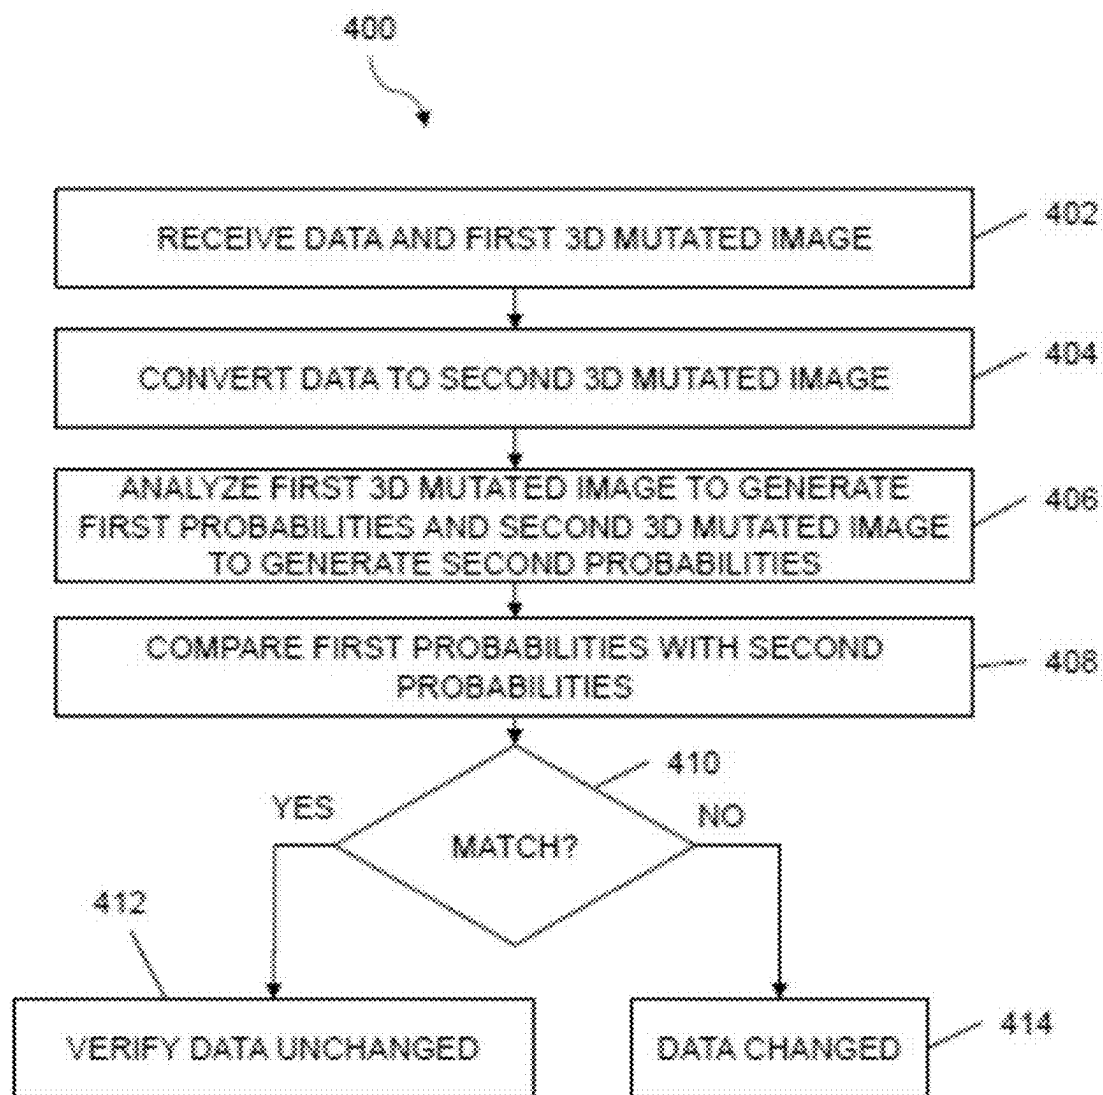 400
RECEIVE DATA AND FIRST 3D MUTATED IMAGE
402
CONVERT DATA TO SECOND 3D MUTATED IMAGE
404
ANALYZE FIRST 3D MUTATED IMAGE TO GENERATE
FIRST PROBABILITIES AND SECOND 3D MUTATED IMAGE
TO GENERATE SECOND PROBABILITIES
406
COMPARE FIRST PROBABILITIES WITH SECOND
PROBABILITIES
408
410
YES
MATCH?
NO
412
VERIFY DATA UNCHANGED
DATA CHANGED
414